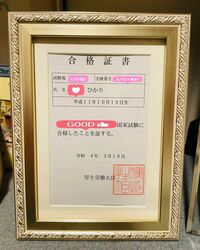 合格証書
試験地
受験番号
氏名 ひかり
平成11年10月19日生
GOOD 国家試験に
合格したことを証する。
令和 4年 3月18日
厚生労働大臣